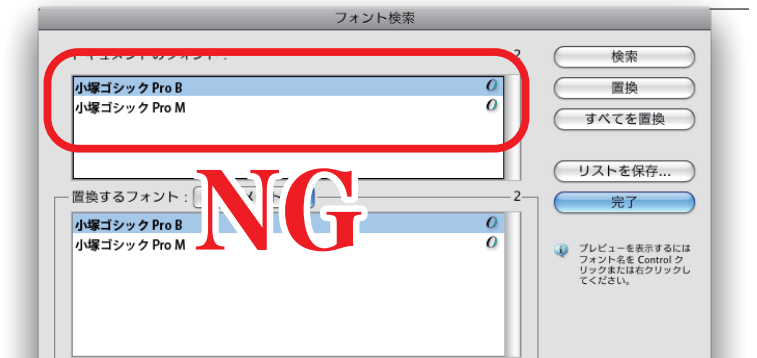 フォント検索
ドキュメントのフォント : 2
小塚ゴシック Pro B
小塚ゴシック Pro M
検索
置換
すべてを置換
リストを保存...
完了
置換するフォント : 2
小塚ゴシック Pro B
小塚ゴシック Pro M
NG
プレビューを表示するには
フォント名を Control ク
リックまたは右クリックし
てください。